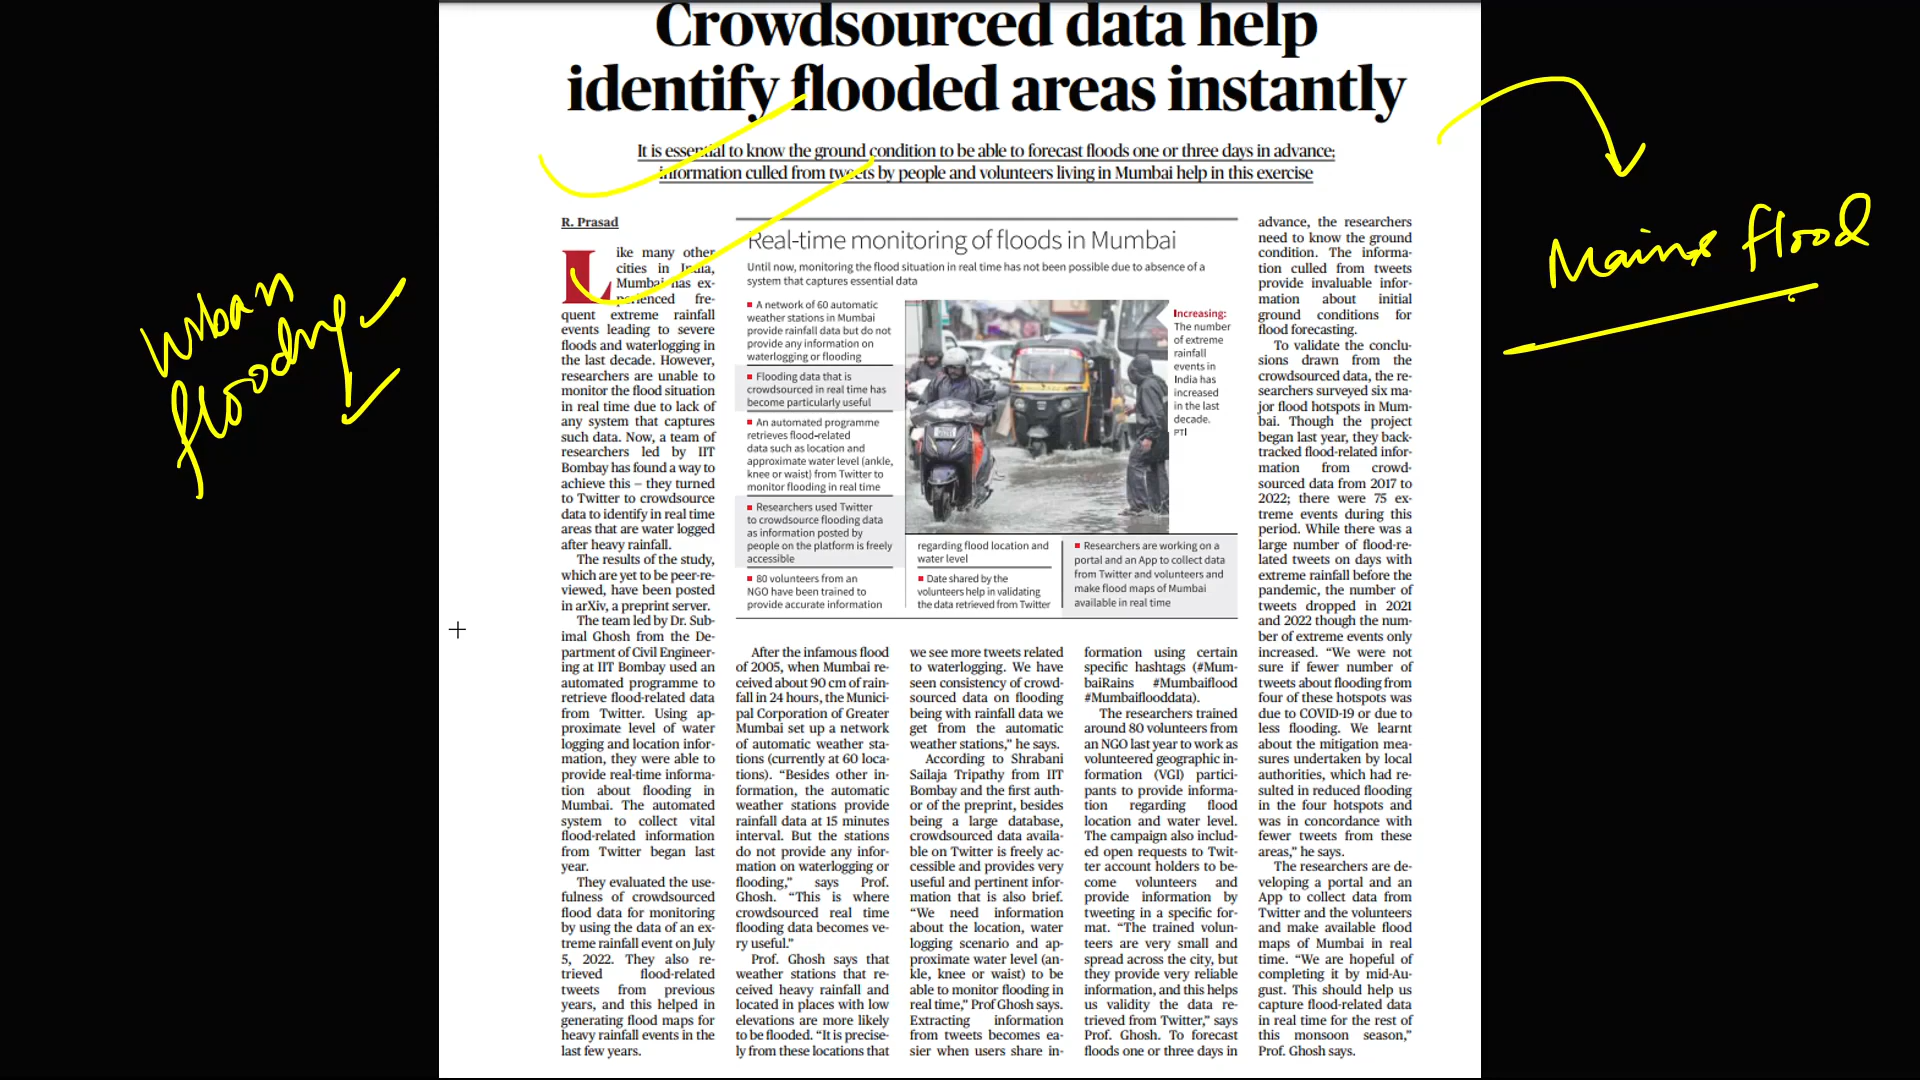 Crowdsourced data help
identify flooded areas instantly
It is essential to know the ground condition to be able to forecast floods one or three days in advance;
information culled from tweets by people and volunteers living in Mumbai help in this exercise
Mains flood
Urban
flooding
R. Prasad
Like many other
cities in India,
Mumbai has ex-
perienced fre-
quent extreme rainfall
events leading to severe
floods and waterlogging in
the last decade. However,
researchers are unable to
monitor the flood situation
in real time due to lack of
any system that captures
such data. Now, a team of
researchers led by IIT
Bombay has found a way to
achieve this – they turned
to Twitter to crowdsource
data to identify in real time
areas that are water logged
after heavy rainfall.
The results of the study,
which are yet to be peer-re-
viewed, have been posted
in arXiv, a preprint server.
The team led by Dr. Sub-
imal Ghosh from the De-
partment of Civil Engineer-
ing at IIT Bombay used an
automated programme to
retrieve flood-related data
from Twitter. Using ap-
proximate level of water
logging and location infor-
mation, they were able to
provide real-time informa-
tion about flooding in
Mumbai. The automated
system to collect vital
flood-related information
from Twitter began last
year.
They evaluated the use-
fulness of crowdsourced
flood data for monitoring
by using the data of an ex-
treme rainfall event on July
5, 2022. They also re-
trieved flood-related
tweets from previous
years, and this helped in
generating flood maps for
heavy rainfall events in the
last few years.
Real-time monitoring of floods in Mumbai
Until now, monitoring the flood situation in real time has not been possible due to absence of a
system that captures essential data
A network of 60 automatic
weather stations in Mumbai
provide rainfall data but do not
provide any information on
waterlogging or flooding
Flooding data that is
crowdsourced in real time has
become particularly useful
An automated programme
retrieves flood-related
data such as location and
approximate water level (ankle,
knee or waist) from Twitter to
monitor flooding in real time
Researchers used Twitter
to crowdsource flooding data
as information posted by
people on the platform is freely
accessible
80 volunteers from an
NGO have been trained to
provide accurate information
regarding flood location and
water level
Date shared by the
volunteers help in validating
the data retrieved from Twitter
Researchers are working on a
portal and an App to collect data
from Twitter and volunteers and
make flood maps of Mumbai
available in real time
Increasing:
The number
of extreme
rainfall
events in
India has
increased
in the last
decade.
PTI
After the infamous flood
of 2005, when Mumbai re-
ceived about 90 cm of rain-
fall in 24 hours, the Munici-
pal Corporation of Greater
Mumbai set up a network
of automatic weather sta-
tions (currently at 60 loca-
tions). “Besides other in-
formation, the automatic
weather stations provide
rainfall data at 15 minutes
interval. But the stations
do not provide any infor-
mation on waterlogging or
flooding,” says Prof.
Ghosh. “This is where
crowdsourced real time
flooding data becomes ve-
ry useful.”
Prof. Ghosh says that
weather stations that re-
ceived heavy rainfall and
located in places with low
elevations are more likely
to be flooded. “It is precise-
ly from these locations that
we see more tweets related
to waterlogging. We have
seen consistency of crowd-
sourced data on flooding
being with rainfall data we
get from the automatic
weather stations,” he says.
According to Shrabani
Sailaja Tripathy from IIT
Bombay and the first auth-
or of the preprint, besides
being a large database,
crowdsourced data availa-
ble on Twitter is freely ac-
cessible and provides very
useful and pertinent infor-
mation that is also brief.
“We need information
about the location, water
logging scenario and ap-
proximate water level (an-
kle, knee or waist) to be
able to monitor flooding in
real time,” Prof Ghosh says.
Extracting information
from tweets becomes ea-
sier when users share in-
formation using certain
specific hashtags (#Mum-
baiRains #Mumbaiflood
#Mumbaiflooddata).
The researchers trained
around 80 volunteers from
an NGO last year to work as
volunteered geographic in-
formation (VGI) partici-
pants to provide informa-
tion regarding flood
location and water level.
The campaign also includ-
ed open requests to Twit-
ter account holders to be-
come volunteers and
provide information by
tweeting in a specific for-
mat. “The trained volun-
teers are very small and
spread across the city, but
they provide very reliable
information, and this helps
us validity the data re-
trieved from Twitter,” says
Prof. Ghosh. To forecast
floods one or three days in
advance, the researchers
need to know the ground
condition. The informa-
tion culled from tweets
provide invaluable infor-
mation about initial
ground conditions for
flood forecasting.
To validate the conclu-
sions drawn from the
crowdsourced data, the re-
searchers surveyed six ma-
jor flood hotspots in Mum-
bai. Though the project
began last year, they back-
tracked flood-related infor-
mation from crowd-
sourced data from 2017 to
2022; there were 75 ex-
treme events during this
period. While there was a
large number of flood-re-
lated tweets on days with
extreme rainfall before the
pandemic, the number of
tweets dropped in 2021
and 2022 though the num-
ber of extreme events only
increased. “We were not
sure if fewer number of
tweets about flooding from
four of these hotspots was
due to COVID-19 or due to
less flooding. We learnt
about the mitigation mea-
sures undertaken by local
authorities, which had re-
sulted in reduced flooding
in the four hotspots and
was in concordance with
fewer tweets from these
areas,” he says.
The researchers are de-
veloping a portal and an
App to collect data from
Twitter and the volunteers
and make available flood
maps of Mumbai in real
time. “We are hopeful of
completing it by mid-Au-
gust. This should help us
capture flood-related data
in real time for the rest of
this monsoon season,”
Prof. Ghosh says.